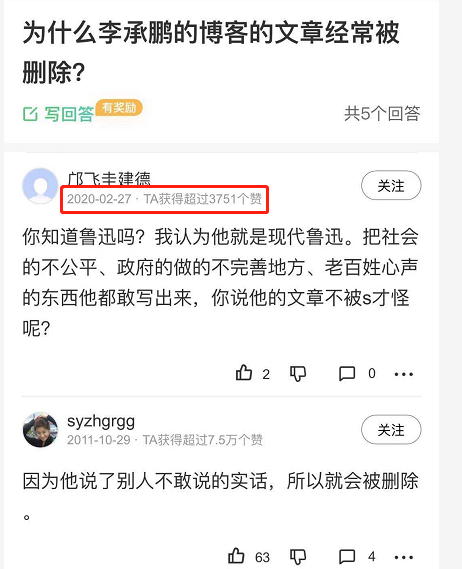 为什么李承鹏的博客的文章经常被
删除?
写回答
有奖励
共5个回答
邝飞圭建德
关注
2020-02-27 · TA获得超过3751个赞
你知道鲁迅吗？我认为他就是现代鲁迅。把社会
的不公平、政府的做的不完善地方、老百姓心声
的东西他都敢写出来，你说他的文章不被s才怪
呢？
2
0
syzhgrgg
关注
2011-10-29 · TA获得超过7.5万个赞
因为他说了别人不敢说的实话，所以就会被删除
。
63
4